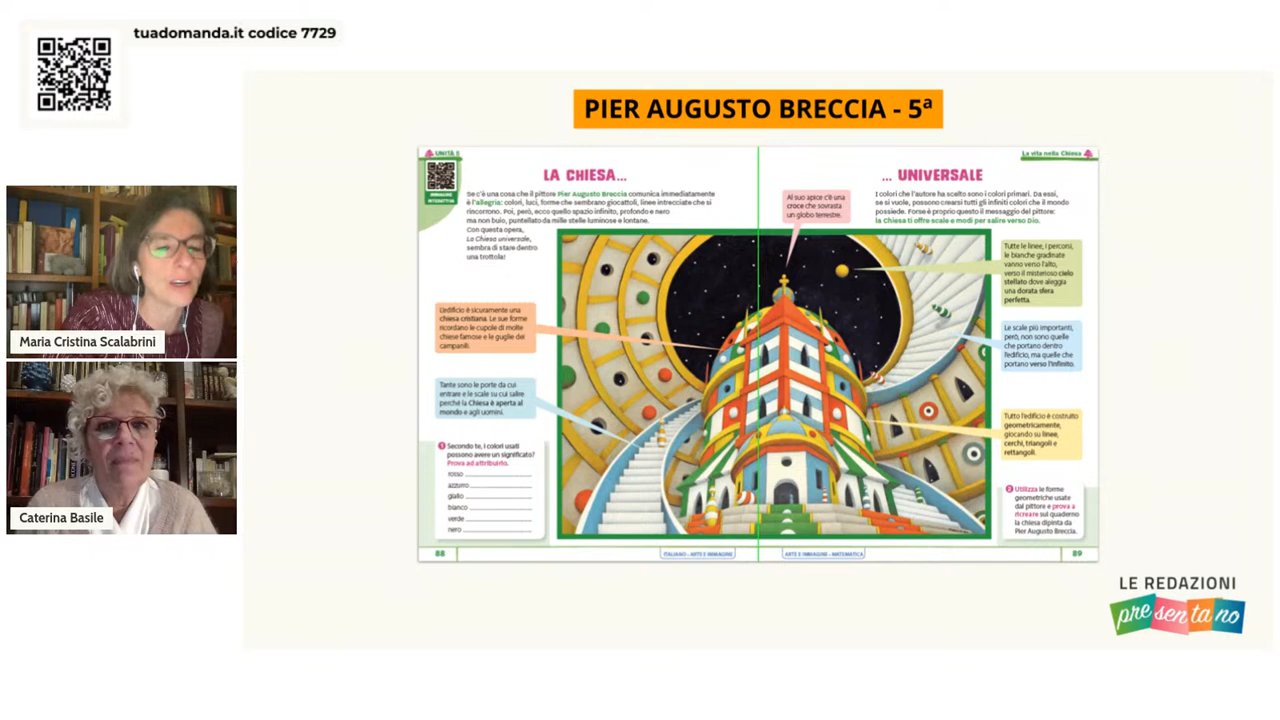 tuadomanda.it codice 7729
PIER AUGUSTO BRECCIA - 5ª
UNITÀ 5
IMMAGINE
INTERATTIVA
LA CHIESA...
Se c'è una cosa che il pittore Pier Augusto Breccia comunica immediatamente
è l'allegria: colori, luci, forme che sembrano giocattoli, linee intrecciate che si
rincorrono. Poi, però, ecco quello spazio infinito, profondo e nero
ma non buio, puntellato da mille stelle luminose e lontane.
Con questa opera,
La Chiesa universale,
sembra di stare dentro
una trottola!
L'edificio è sicuramente una
chiesa cristiana. Le sue forme
ricordano le cupole di molte
chiese famose e le guglie dei
campanili.
Tante sono le porte da cui
entrare e le scale su cui salire
perché la Chiesa è aperta al
mondo e agli uomini.
1 Secondo te, i colori usati
possono avere un significato?
Prova ad attribuirlo.
rosso
azzurro
giallo
bianco
verde
nero
88
ITALIANO - ARTE E IMMAGINE
La vita nella Chiesa
... UNIVERSALE
Al suo apice c'è una
croce che sovrasta
un globo terrestre.
I colori che l'autore ha scelto sono i colori primari. Da essi,
se si vuole, possono crearsi tutti gli infiniti colori che il mondo
possiede. Forse è proprio questo il messaggio del pittore:
la Chiesa ti offre scale e modi per salire verso Dio.
Tutte le linee, i percorsi,
le bianche gradinate
vanno verso l'alto,
verso il misterioso cielo
stellato dove aleggia
una dorata sfera
perfetta.
Le scale più importanti,
però, non sono quelle
che portano dentro
l'edificio, ma quelle che
portano verso l'infinito.
Tutto l'edificio è costruito
geometricamente,
giocando su linee,
cerchi, triangoli e
rettangoli.
2 Utilizza le forme
geometriche usate
dal pittore e prova a
ricreare sul quaderno
la chiesa dipinta da
Pier Augusto Breccia.
ARTE E IMMAGINE - MATEMATICA
89
Maria Cristina Scalabrini
Caterina Basile
LE REDAZIONI
presentano